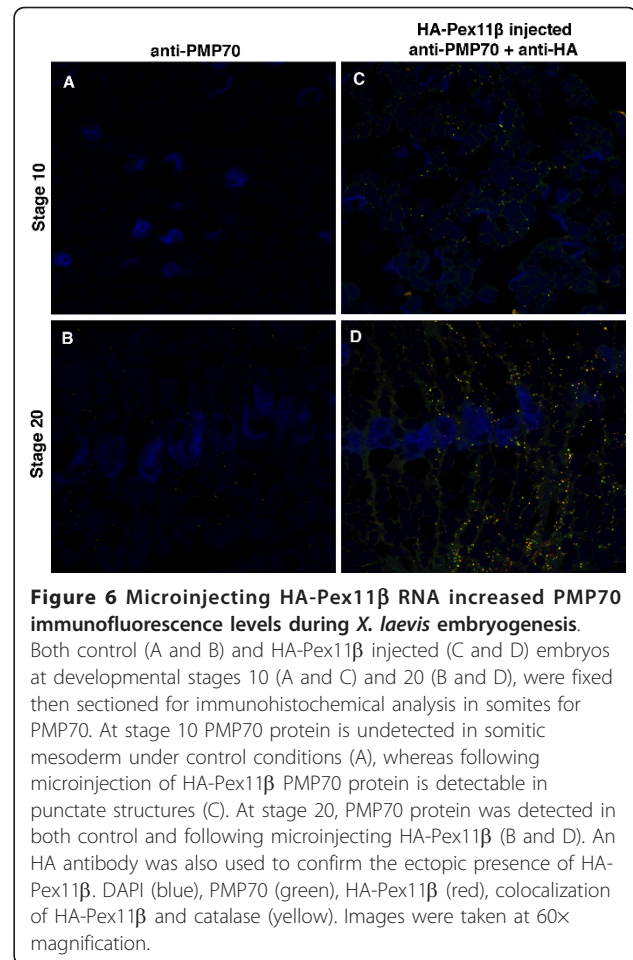 anti-PMP70
HA-Pex11β injected
anti-PMP70 + anti-HA
Stage 10
A
C
Stage 20
B
D
Figure 6 Microinjecting HA-Pex11β RNA increased PMP70
immunofluorescence levels during X. laevis embryogenesis.
Both control (A and B) and HA-Pex11β injected (C and D) embryos
at developmental stages 10 (A and C) and 20 (B and D), were fixed
then sectioned for immunohistochemical analysis in somites for
PMP70. At stage 10 PMP70 protein is undetected in somitic
mesoderm under control conditions (A), whereas following
microinjection of HA-Pex11β PMP70 protein is detectable in
punctate structures (C). At stage 20, PMP70 protein was detected in
both control and following microinjecting HA-Pex11β (B and D). An
HA antibody was also used to confirm the ectopic presence of HA-
Pex11β. DAPI (blue), PMP70 (green), HA-Pex11β (red), colocalization
of HA-Pex11β and catalase (yellow). Images were taken at 60×
magnification.